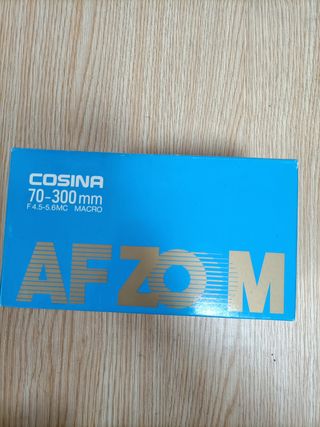 COSINA
70-300mm
F4.5-5.6MC MACRO
AF ZOOM